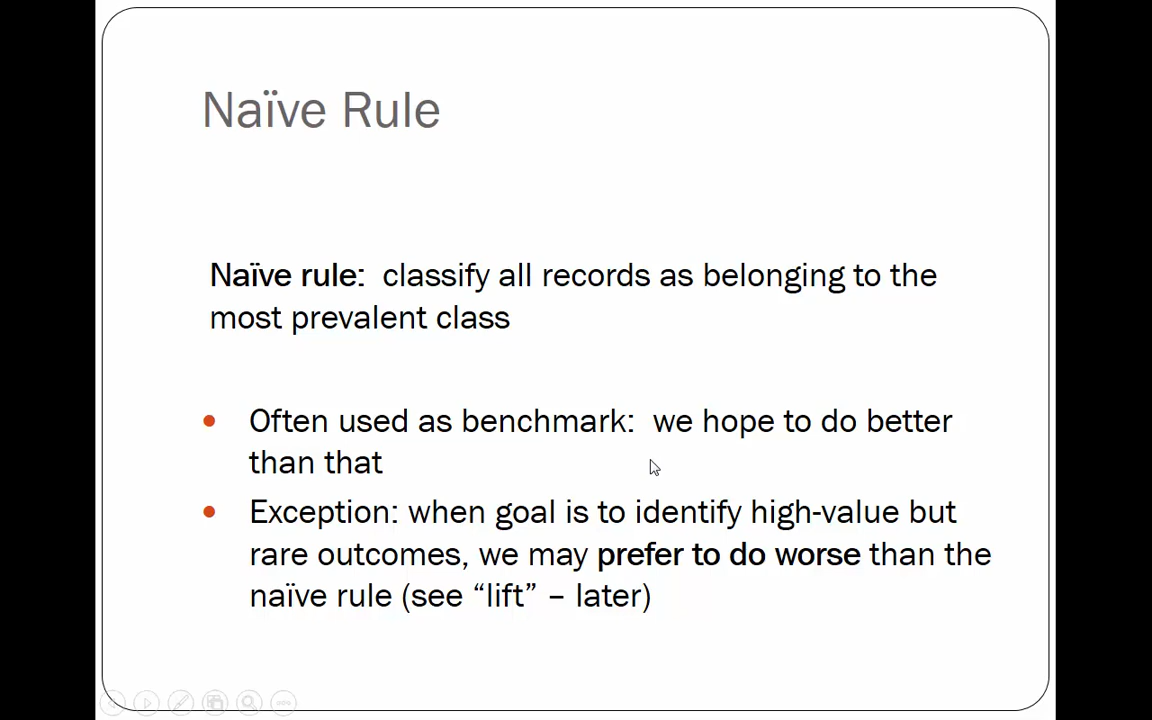 Naïve Rule
Naïve rule:  classify all records as belonging to the
most prevalent class
Often used as benchmark:  we hope to do better
than that
Exception: when goal is to identify high-value but
rare outcomes, we may prefer to do worse than the
naïve rule (see “lift” – later)